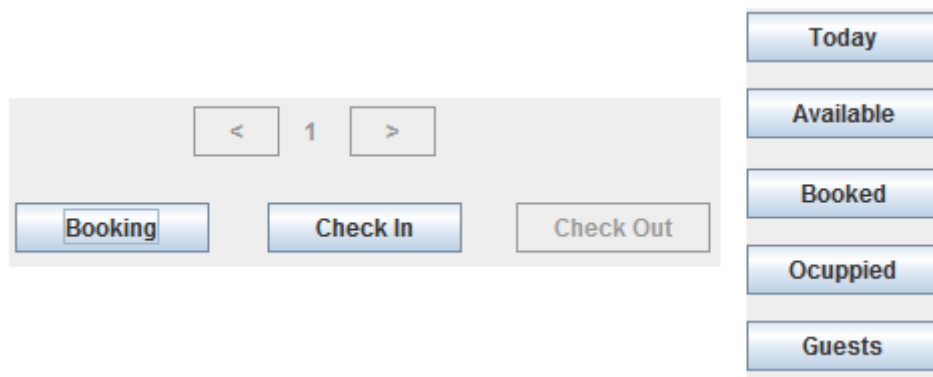 < 1 >
Booking Check In Check Out
Today
Available
Booked
Ocuppied
Guests